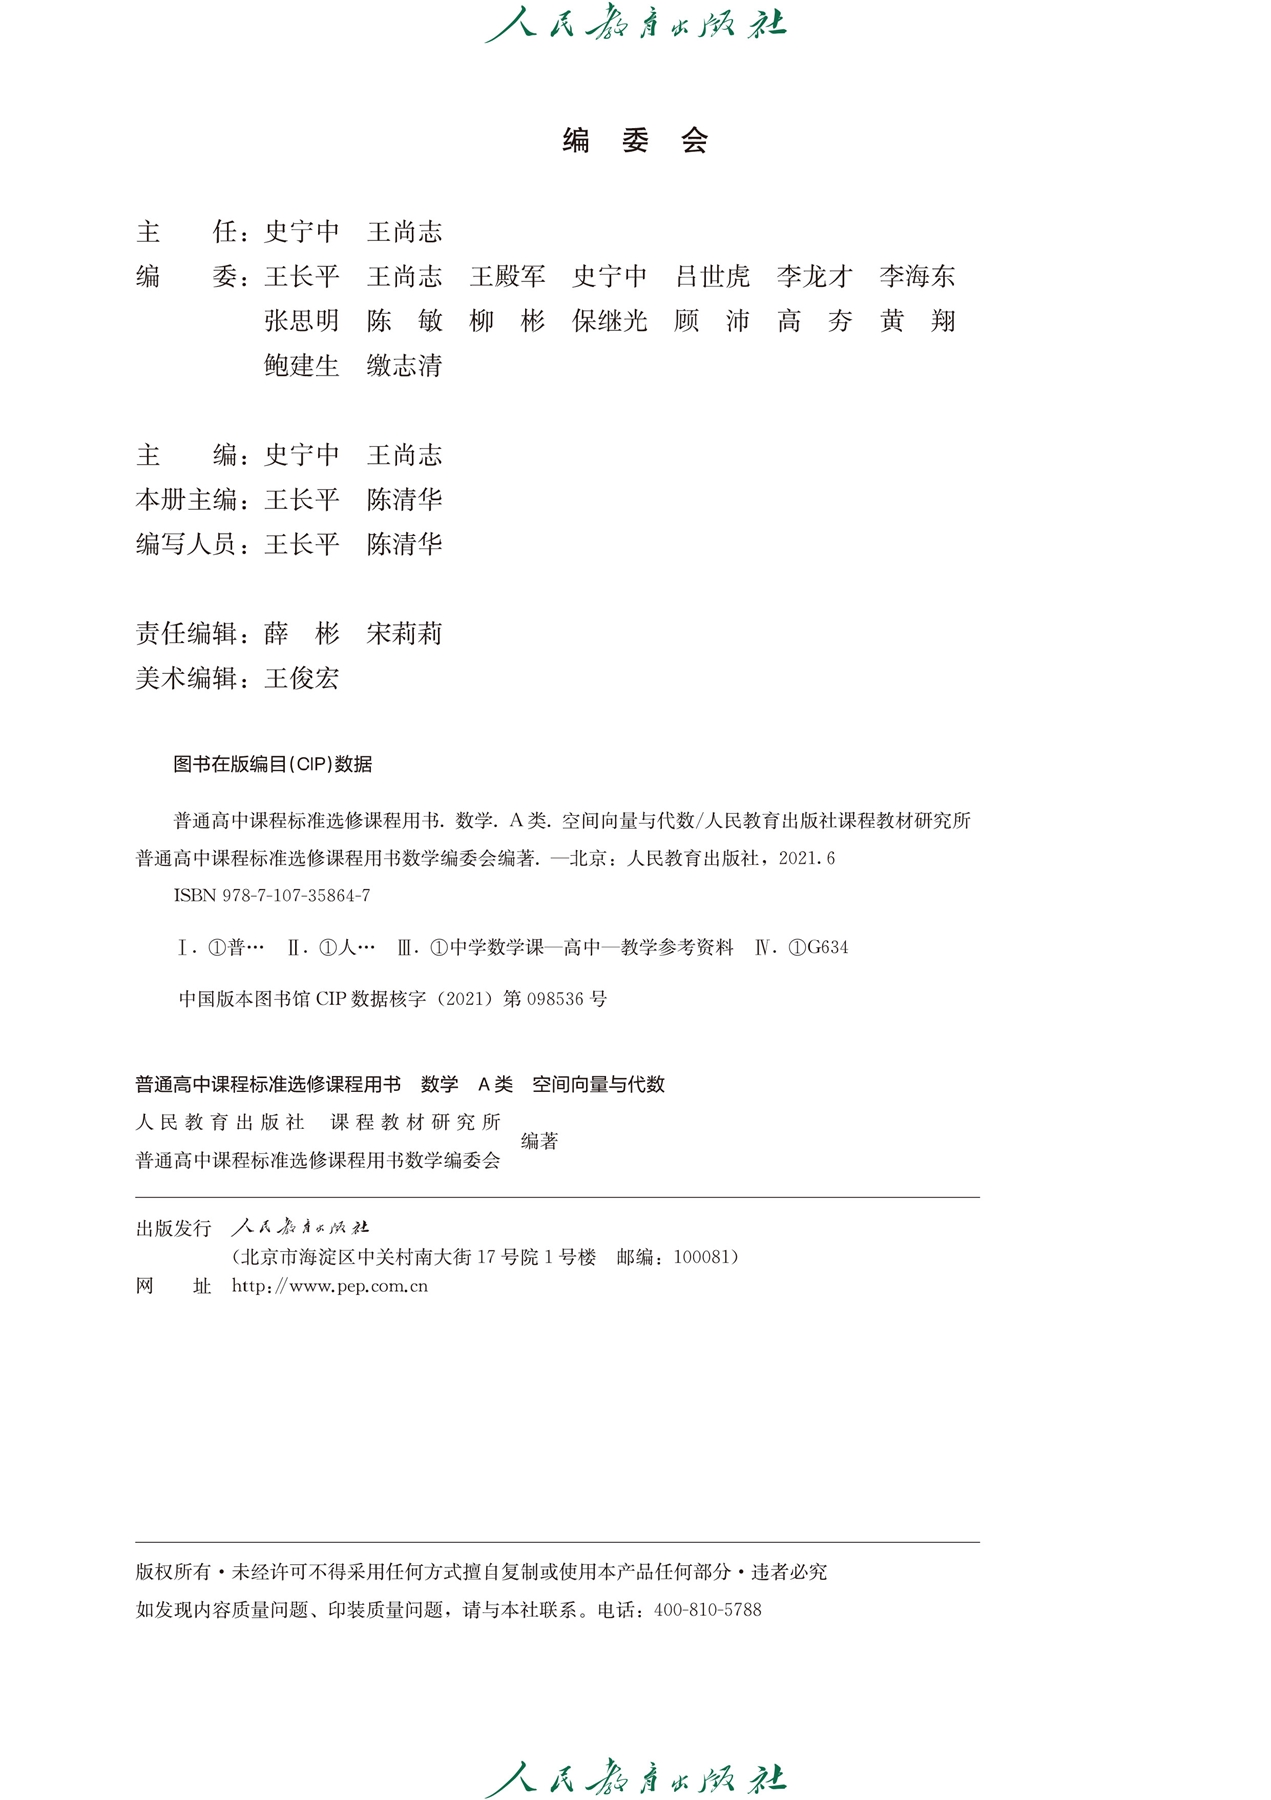 人民教育出版社
编 委 会
主　　任：史宁中　王尚志
编　　委：王长平　王尚志　王殿军　史宁中　吕世虎　李龙才　李海东
张思明　陈　敏　柳　彬　保继光　顾　沛　高　夯　黄　翔
鲍建生　缴志清
主　　编：史宁中　王尚志
本册主编：王长平　陈清华
编写人员：王长平　陈清华
责任编辑：薛　彬　宋莉莉
美术编辑：王俊宏
图书在版编目(CIP)数据
普通高中课程标准选修课程用书. 数学. A类. 空间向量与代数/人民教育出版社课程教材研究所
普通高中课程标准选修课程用书数学编委会编著. —北京：人民教育出版社，2021.6
ISBN 978-7-107-35864-7
Ⅰ. ①普… Ⅱ. ①人… Ⅲ. ①中学数学课—高中—教学参考资料 Ⅳ. ①G634
中国版本图书馆CIP数据核字（2021）第098536号
普通高中课程标准选修课程用书　数学　A类　空间向量与代数
人民教育出版社　课程教材研究所
普通高中课程标准选修课程用书数学编委会
编著
出版发行　人民教育出版社
（北京市海淀区中关村南大街17号院1号楼　邮编：100081）
网　　址　http://www.pep.com.cn
版权所有·未经许可不得采用任何方式擅自复制或使用本产品任何部分·违者必究
如发现内容质量问题、印装质量问题，请与本社联系。电话：400-810-5788
人民教育出版社